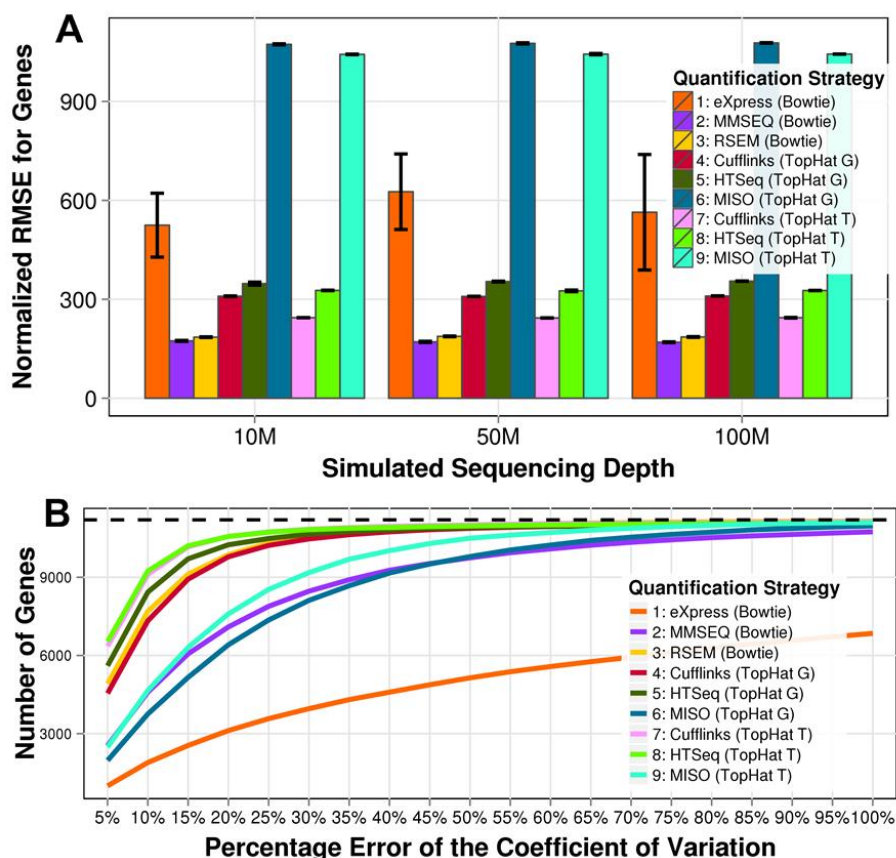 A
Normalized RMSE for Genes
900
600
300
0
10M
50M
100M
Simulated Sequencing Depth
Quantification Strategy
1: eXpress (Bowtie)
2: MMSEQ (Bowtie)
3: RSEM (Bowtie)
4: Cufflinks (TopHat G)
5: HTSeq (TopHat G)
6: MISO (TopHat G)
7: Cufflinks (TopHat T)
8: HTSeq (TopHat T)
9: MISO (TopHat T)
B
Number of Genes
9000
6000
3000
5% 10% 15% 20% 25% 30% 35% 40% 45% 50% 55% 60% 65% 70% 75% 80% 85% 90% 95% 100%
Percentage Error of the Coefficient of Variation
Quantification Strategy
1: eXpress (Bowtie)
2: MMSEQ (Bowtie)
3: RSEM (Bowtie)
4: Cufflinks (TopHat G)
5: HTSeq (TopHat G)
6: MISO (TopHat G)
7: Cufflinks (TopHat T)
8: HTSeq (TopHat T)
9: MISO (TopHat T)